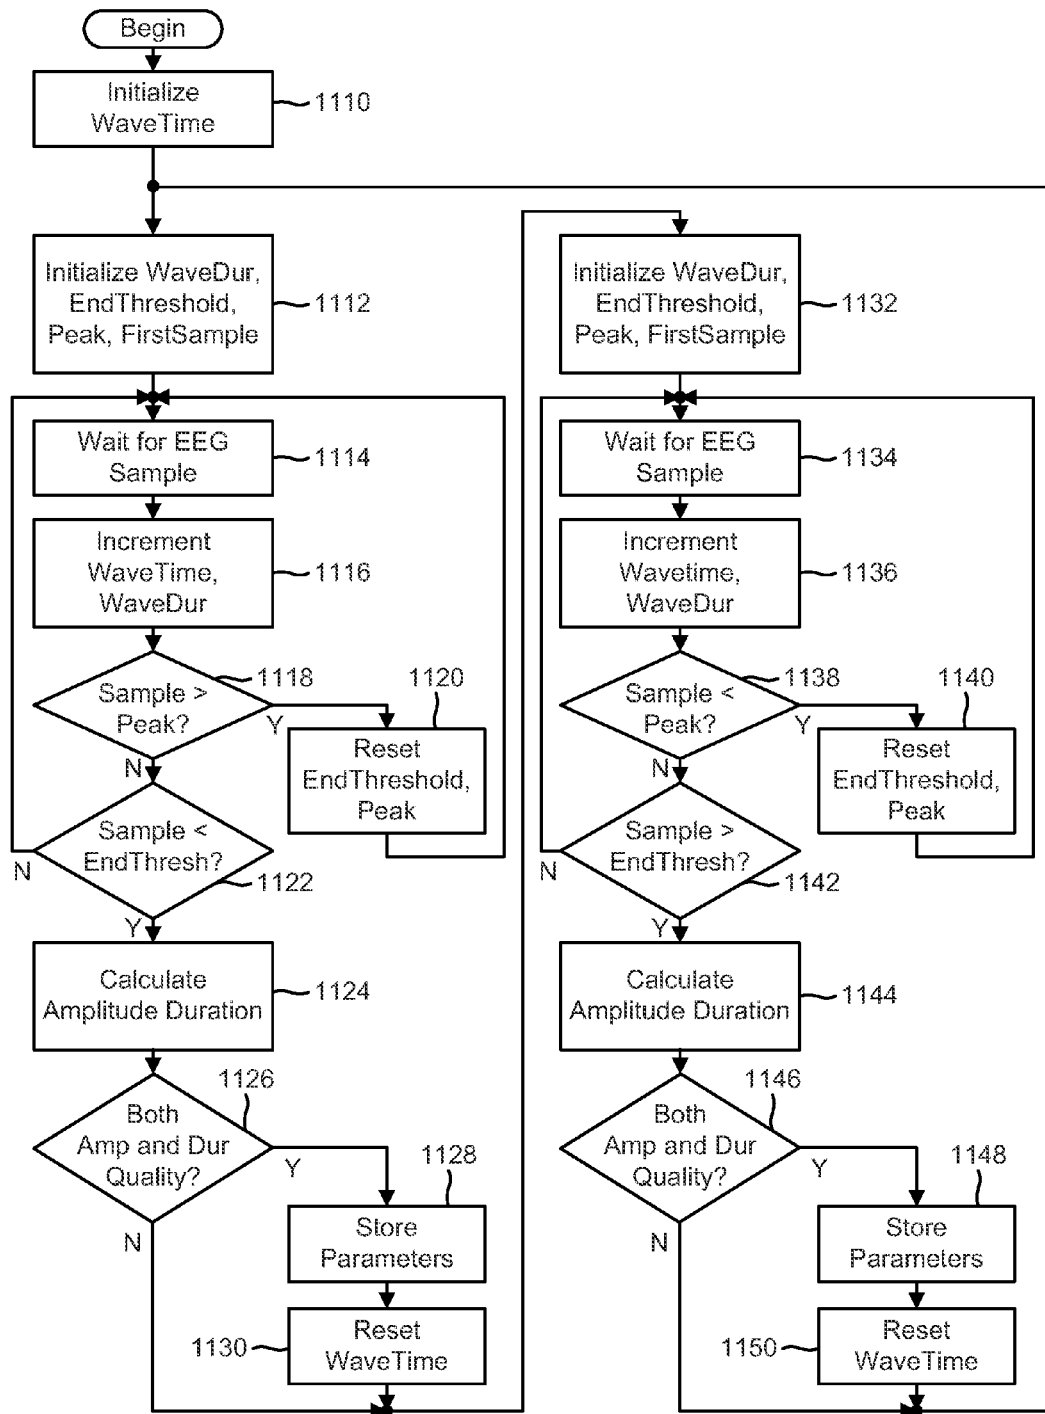 Begin
Initialize
WaveTime
1110
Initialize WaveDur,
EndThreshold,
Peak, FirstSample
1112
Wait for EEG
Sample
1114
Increment
WaveTime,
WaveDur
1116
Sample >
Peak?
1118
Y
N
1120
Reset
EndThreshold,
Peak
Sample <
EndThresh?
1122
N
Y
Calculate
Amplitude Duration
1124
Both
Amp and Dur
Quality?
1126
Y
N
1128
Store
Parameters
1130
Reset
WaveTime
Initialize WaveDur,
EndThreshold,
Peak, FirstSample
1132
Wait for EEG
Sample
1134
Increment
Wavetime,
WaveDur
1136
Sample <
Peak?
1138
Y
N
1140
Reset
EndThreshold,
Peak
Sample >
EndThresh?
1142
N
Y
Calculate
Amplitude Duration
1144
Both
Amp and Dur
Quality?
1146
Y
N
1148
Store
Parameters
1150
Reset
WaveTime